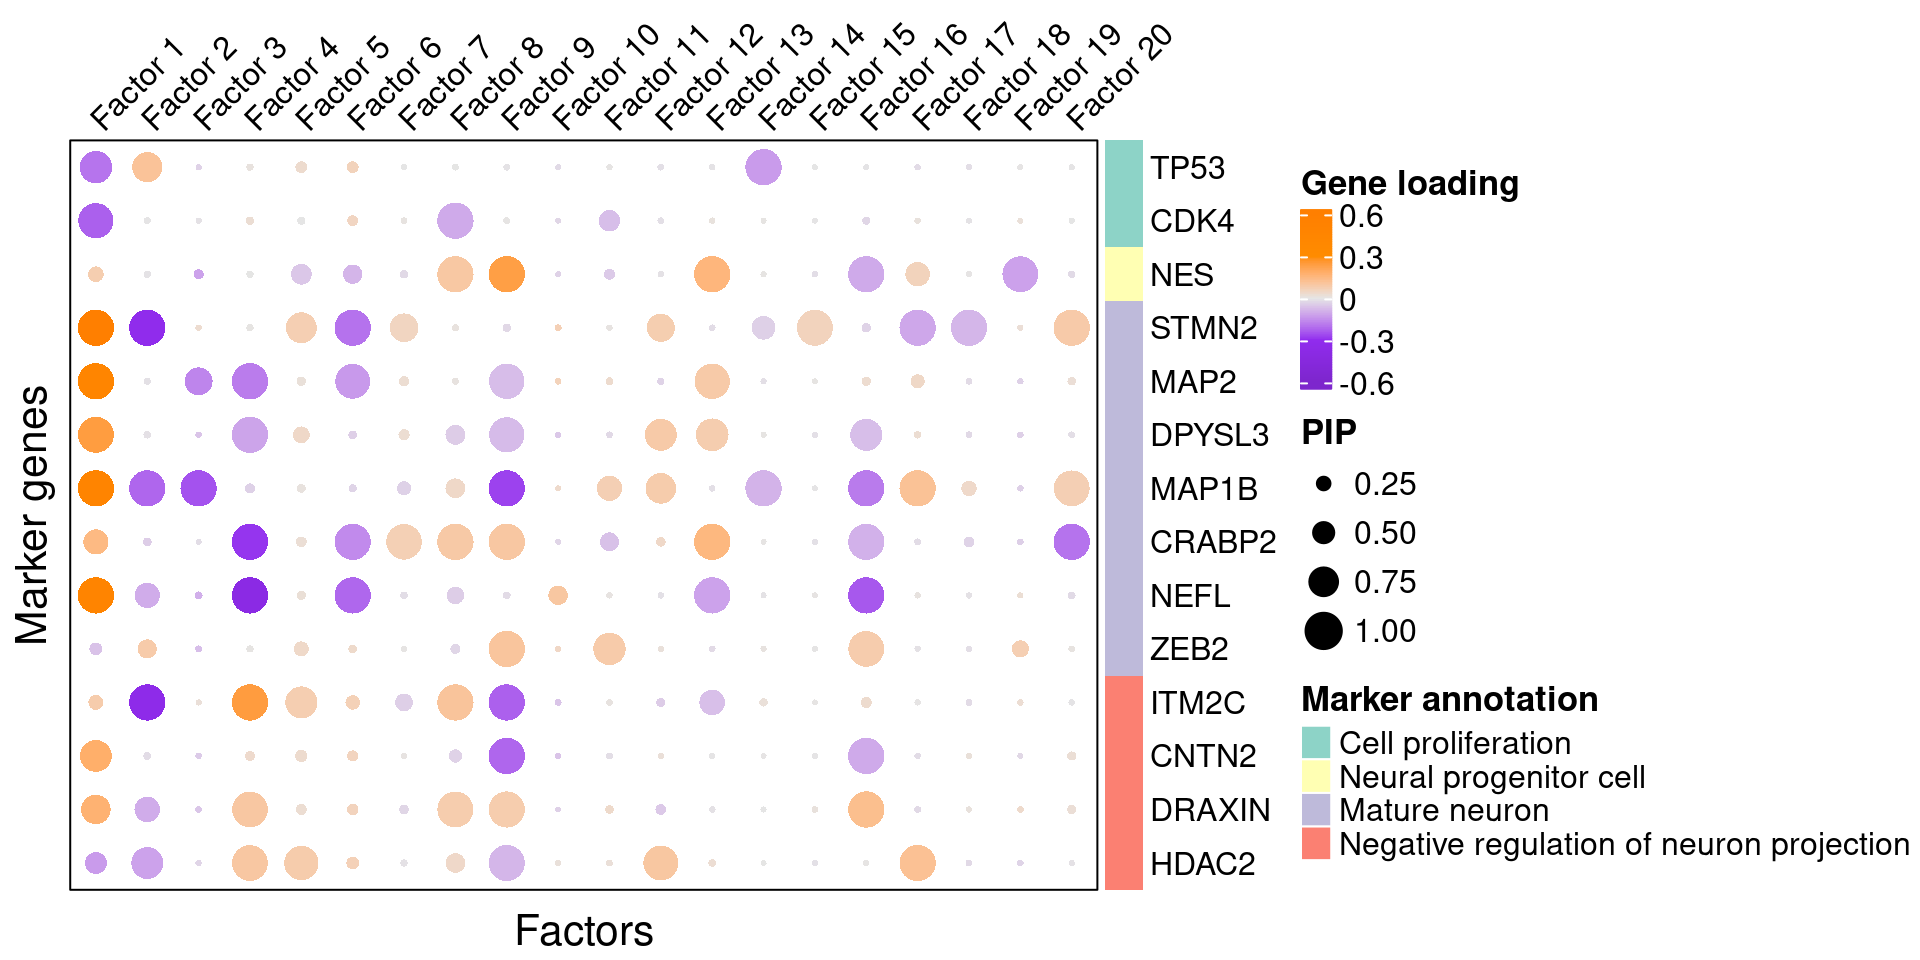 Factor 1
Factor 2
Factor 3
Factor 4
Factor 5
Factor 6
Factor 7
Factor 8
Factor 9
Factor 10
Factor 11
Factor 12
Factor 13
Factor 14
Factor 15
Factor 16
Factor 17
Factor 18
Factor 19
Factor 20
Marker genes
TP53
CDK4
NES
STMN2
MAP2
DPYSL3
MAP1B
CRABP2
NEFL
ZEB2
ITM2C
CNTN2
DRAXIN
HDAC2
Factors
Gene loading
0.6
0.3
0
-0.3
-0.6
PIP
0.25
0.50
0.75
1.00
Marker annotation
Cell proliferation
Neural progenitor cell
Mature neuron
Negative regulation of neuron projection